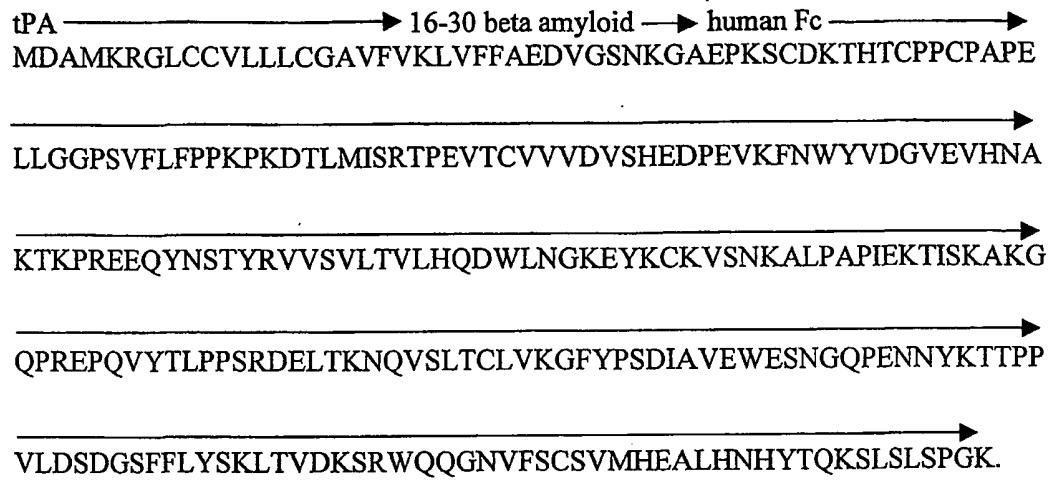 tPA → 16-30 beta amyloid → human Fc →
MDAMKRGLCCVLLLCGAVFVKLVFFAEDVGSNKGAEPKSCDKTHTCPPCPAPE
LLGGPSVFLFPPKPKDTLMISRTPEVTCVVVDVSHEDPEVKFNWYVDGVEVHNA
KTKPREEQYNSTYRVVSVLTVLHQDWLNGKEYKCKVSNKALPAPIEKTISKAKG
QPREPQVYTLPPSRDELTKNQVSLTCLVKGFYPSDIAVEWESNGQPENNYKTTPP
VLDSDGSFFLYSKLTVDKSRWQQGNVFSCSVMHEALHNHYTQKSLSLSPGK.